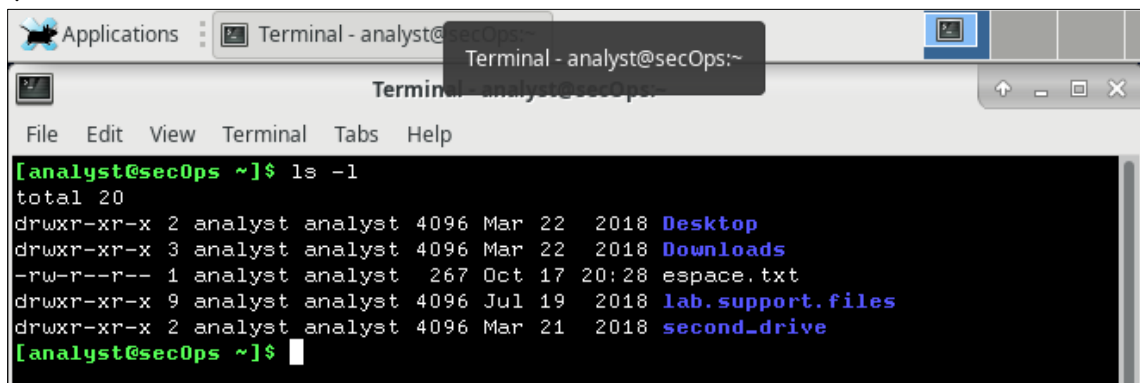 Applications Terminal - analyst@secOps:~
Terminal - analyst@secOps:~
Terminal - analyst@secOps:~
File Edit View Terminal Tabs Help
[analyst@secOps ~]$ ls -l
total 20
drwxr-xr-x 2 analyst analyst 4096 Mar 22 2018 Desktop
drwxr-xr-x 3 analyst analyst 4096 Mar 22 2018 Downloads
-rw-r--r-- 1 analyst analyst 267 Oct 17 20:28 espace.txt
drwxr-xr-x 9 analyst analyst 4096 Jul 19 2018 lab.support.files
drwxr-xr-x 2 analyst analyst 4096 Mar 21 2018 second_drive
[analyst@secOps ~]$